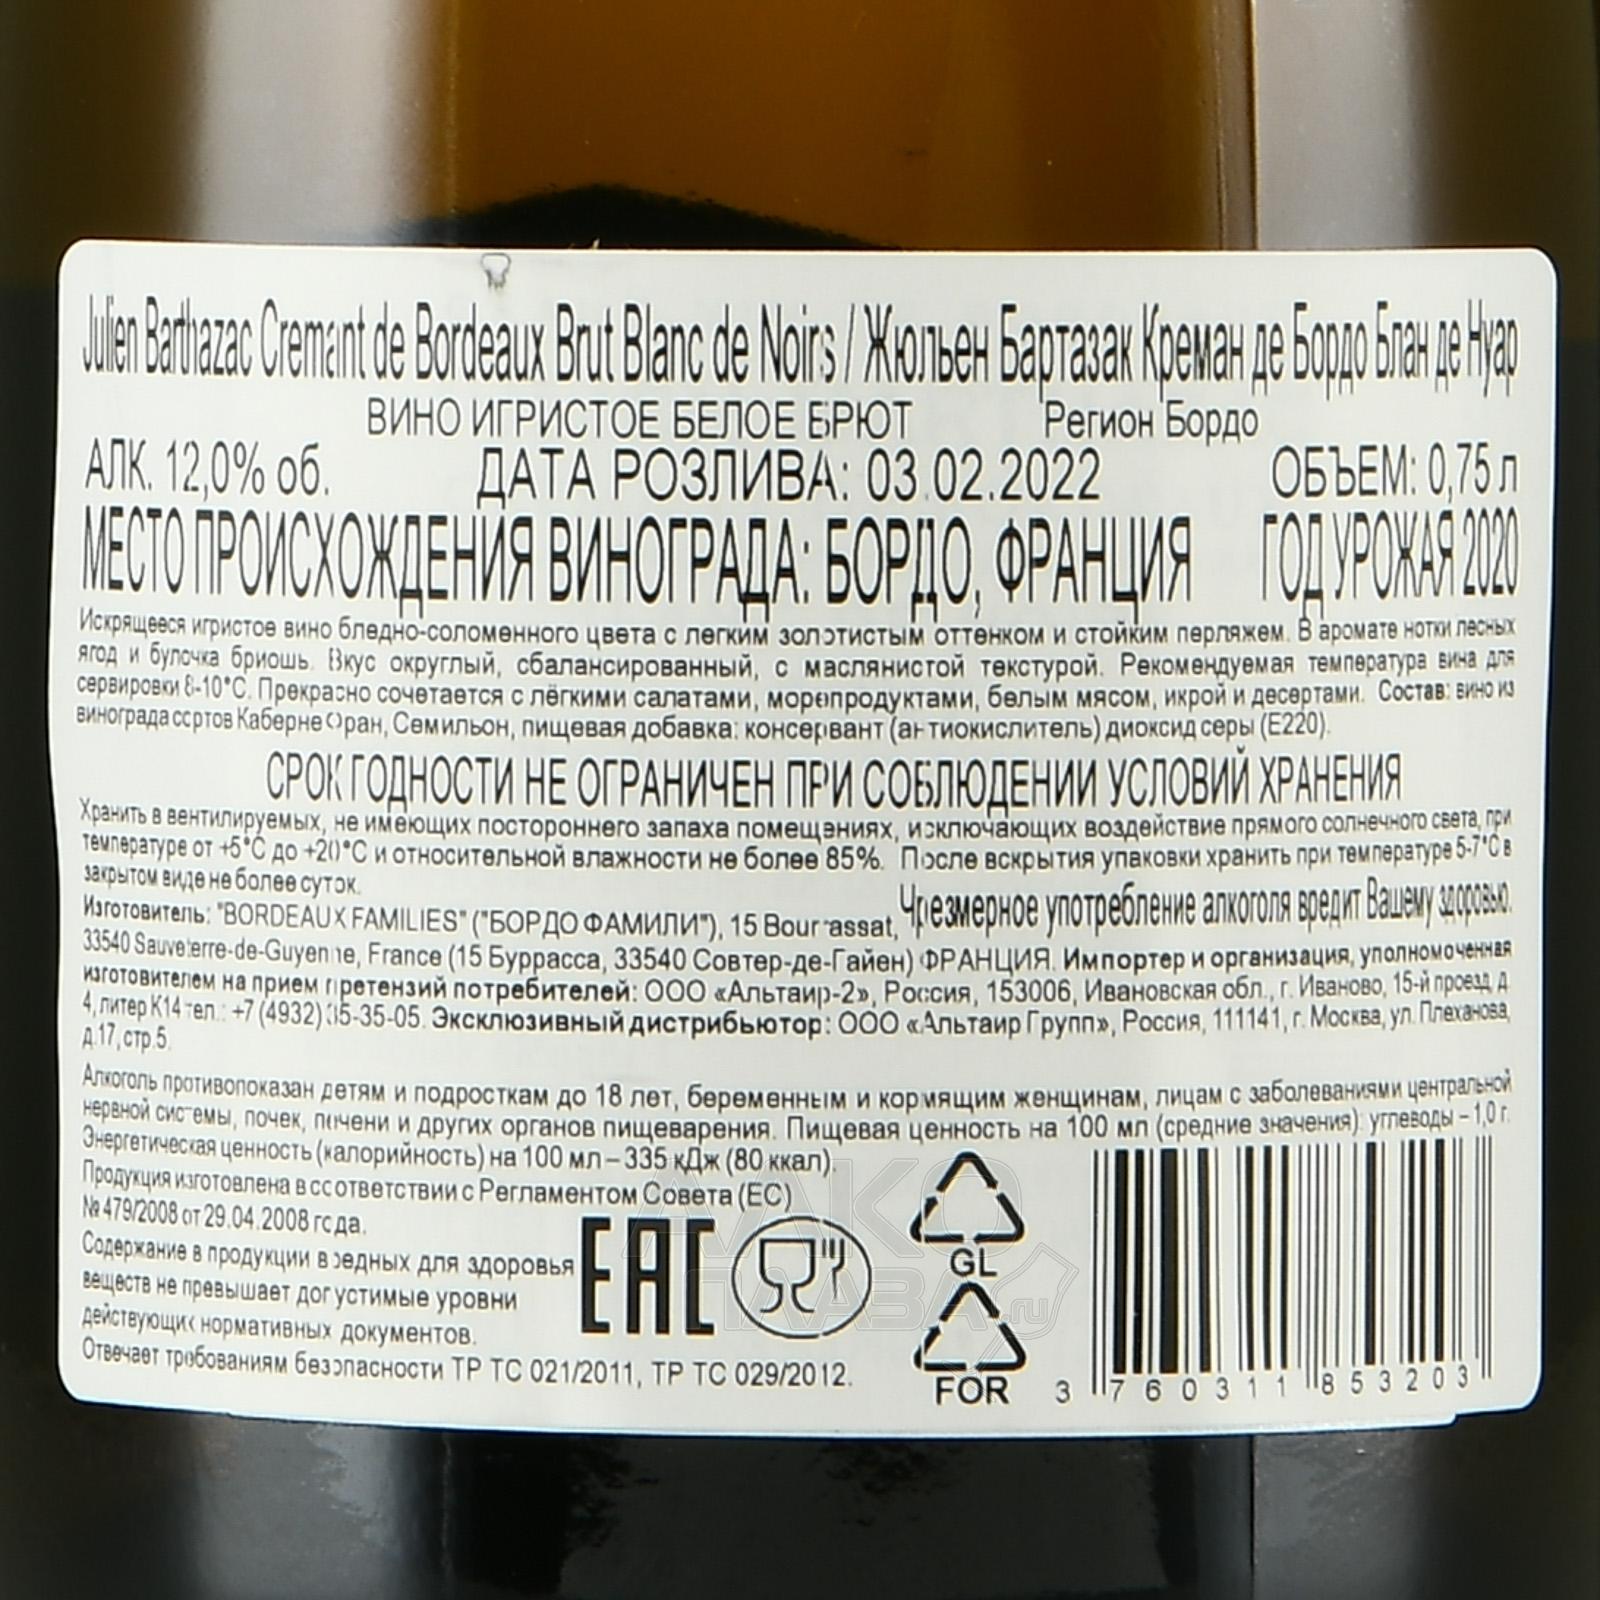 Julien Barthazac Cremant de Bordeaux Brut Blanc de Noirs / Жюльен Бартазак Креман де Бордо Блан де Нуар
ВИНО ИГРИСТОЕ БЕЛОЕ БРЮТ Регион Бордо
АЛК. 12,0% об. ДАТА РОЗЛИВА: 03.02.2022 ОБЪЕМ: 0,75 л
МЕСТО ПРОИСХОЖДЕНИЯ ВИНОГРАДА: БОРДО, ФРАНЦИЯ ГОД УРОЖАЯ 2020
Искрящееся игристое вино бледно-соломенного цвета с легким золотистым оттенком и стойким перляжем. В аромате нотки лесных
ягод и булочка бриошь. Вкус округлый, сбалансированный, с маслянистой текстурой. Рекомендуемая температура вина для
сервировки 8-10°С. Прекрасно сочетается с лёгкими салатами, морепродуктами, белым мясом, икрой и десертами. Состав: вино из
винограда сортов Каберне Фран, Семильон, пищевая добавка: консервант (антиокислитель) диоксид серы (Е220).
СРОК ГОДНОСТИ НЕ ОГРАНИЧЕН ПРИ СОБЛЮДЕНИИ УСЛОВИЙ ХРАНЕНИЯ
Хранить в вентилируемых, не имеющих постороннего запаха помещениях, исключающих воздействие прямого солнечного света, при
температуре от +5°С до +20°С и относительной влажности не более 85%. После вскрытия упаковки хранить при температуре 5-7°С в
закрытом виде не более суток.
Изготовитель: "BORDEAUX FAMILIES" ("БОРДО ФАМИЛИ"), 15 Bourrassat, Чрезмерное употребление алкоголя вредит Вашему здоровью.
33540 Sauveterre-de-Guyenne, France (15 Буррасса, 33540 Совтер-де-Гайен) ФРАНЦИЯ. Импортер и организация, уполномоченная
изготовителем на прием претензий потребителей: ООО «Альтаир-2», Россия, 153006, Ивановская обл., г. Иваново, 15-й проезд, д.
4, литер К14 тел.: +7 (4932) 35-35-05. Эксклюзивный дистрибьютор: ООО «Альтаир Групп», Россия, 111141, г. Москва, ул. Плеханова,
д.17, стр.5.
Алкоголь противопоказан детям и подросткам до 18 лет, беременным и кормящим женщинам, лицам с заболеваниями центральной
нервной системы, почек, печени и других органов пищеварения. Пищевая ценность на 100 мл (средние значения): углеводы – 1,0 г.
Энергетическая ценность (калорийность) на 100 мл – 335 кДж (80 ккал).
Продукция изготовлена в соответствии с Регламентом Совета (ЕС)
№ 479/2008 от 29.04.2008 года.
Содержание в продукции вредных для здоровья
веществ не превышает допустимые уровни
действующих нормативных документов.
Отвечает требованиям безопасности ТР ТС 021/2011, ТР ТС 029/2012.
ЕАС
GL
FOR
3 760311 853203
АЛКО
ПЛАЗА.ru